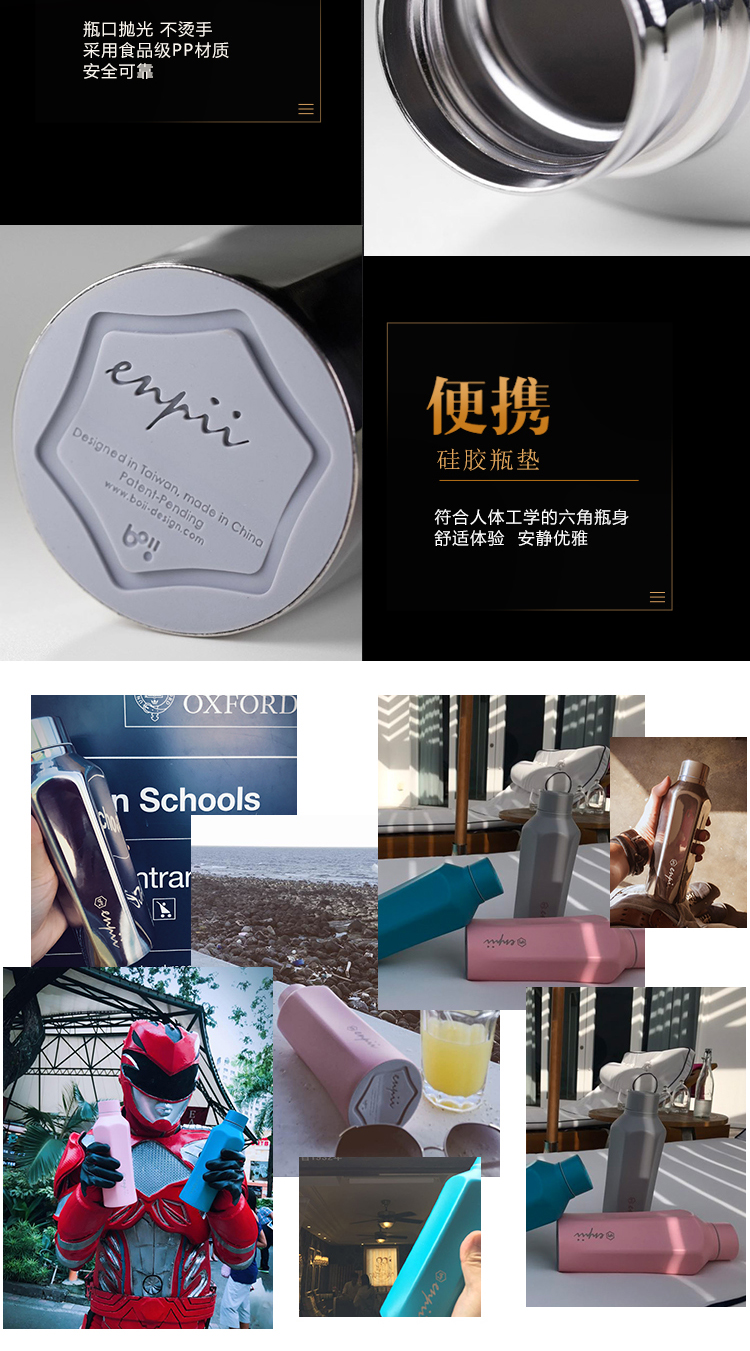 瓶口抛光 不烫手
采用食品级PP材质
安全可靠
enpii
Designed in Taiwan, made in China
Patent-Pending
www.boii-design.com
boii
便携
硅胶瓶垫
符合人体工学的六角瓶身
舒适体验 安静优雅
OXFORD
n Schools
ntran
enpii
enpii
enpii
enpii
enpii
enpii
enpii